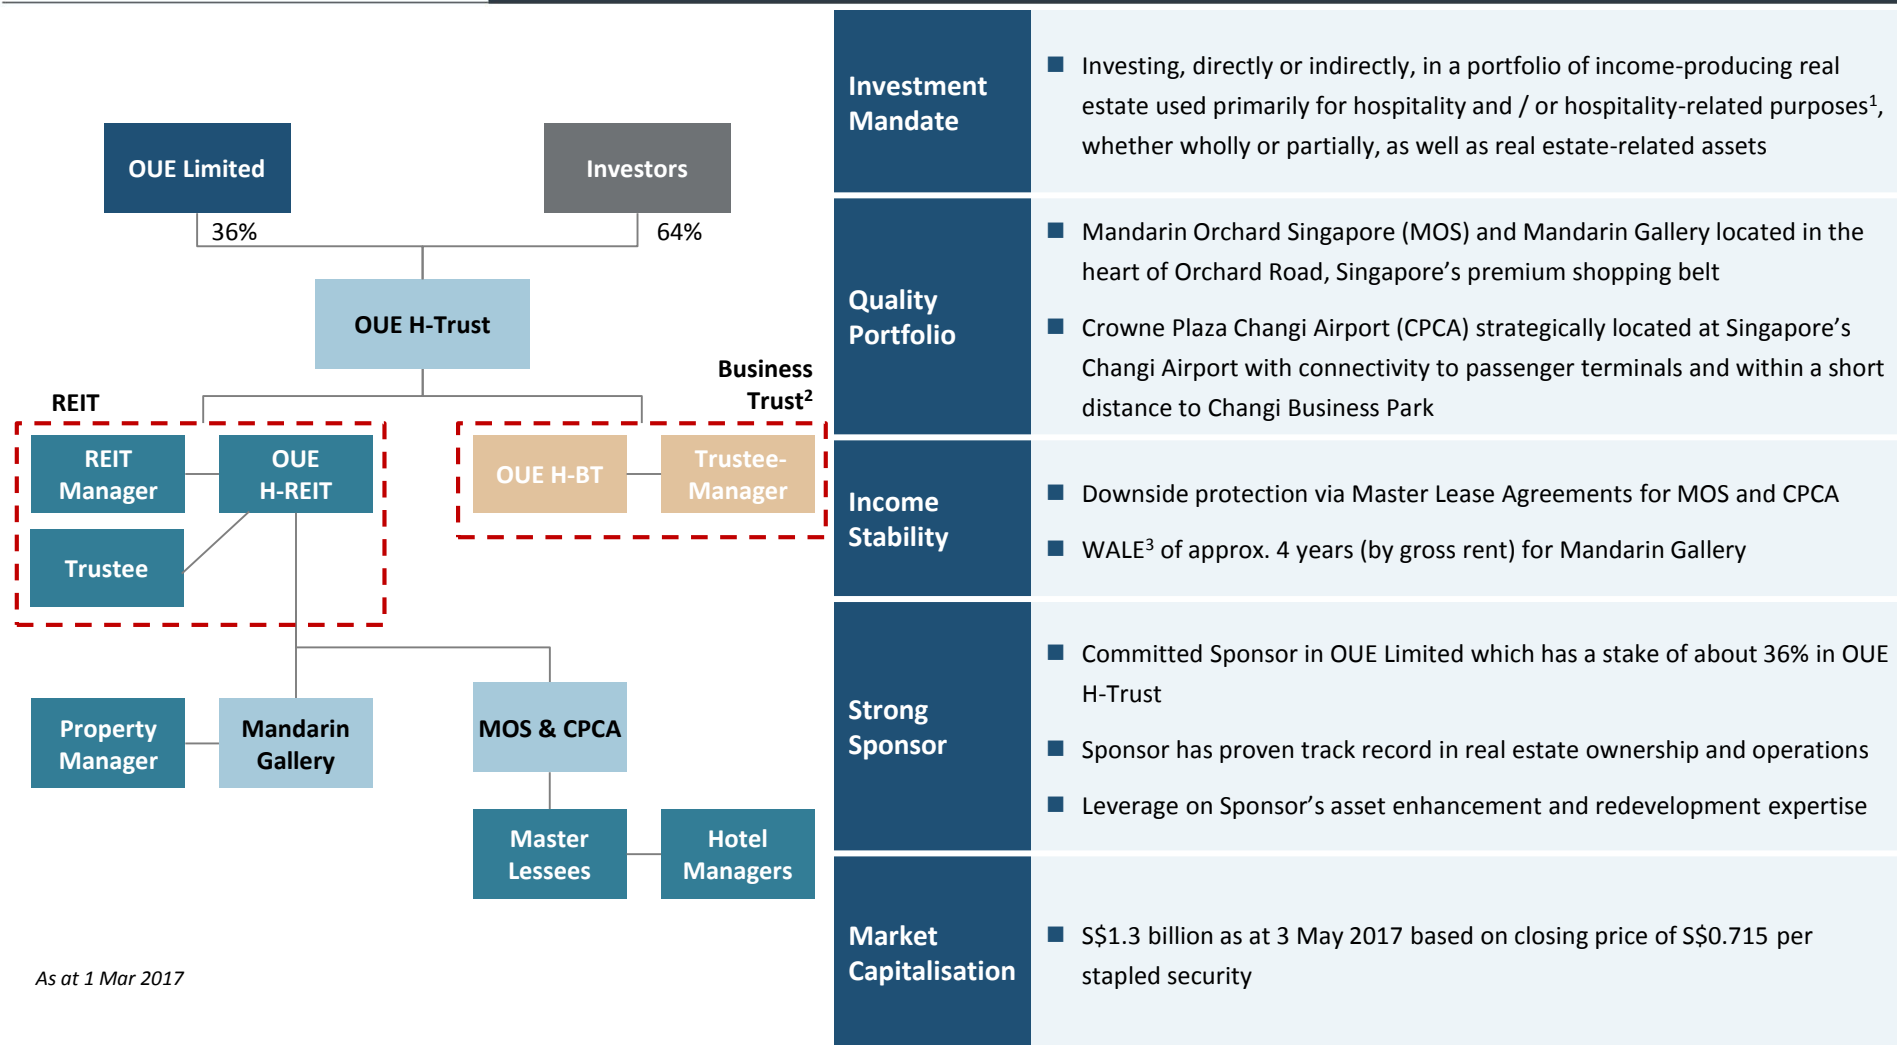 OUE Limited
Investors
36%
64%
OUE H-Trust
REIT
Business
Trust²
REIT
Manager
OUE
H-REIT
Trustee
OUE H-BT
Trustee-
Manager
Property
Manager
Mandarin
Gallery
MOS & CPCA
Master
Lessees
Hotel
Managers
As at 1 Mar 2017
Investment
Mandate
■ Investing, directly or indirectly, in a portfolio of income-producing real
estate used primarily for hospitality and / or hospitality-related purposes¹,
whether wholly or partially, as well as real estate-related assets
Quality
Portfolio
■ Mandarin Orchard Singapore (MOS) and Mandarin Gallery located in the
heart of Orchard Road, Singapore’s premium shopping belt
■ Crowne Plaza Changi Airport (CPCA) strategically located at Singapore’s
Changi Airport with connectivity to passenger terminals and within a short
distance to Changi Business Park
Income
Stability
■ Downside protection via Master Lease Agreements for MOS and CPCA
■ WALE³ of approx. 4 years (by gross rent) for Mandarin Gallery
Strong
Sponsor
■ Committed Sponsor in OUE Limited which has a stake of about 36% in OUE
H-Trust
■ Sponsor has proven track record in real estate ownership and operations
■ Leverage on Sponsor’s asset enhancement and redevelopment expertise
Market
Capitalisation
■ S$1.3 billion as at 3 May 2017 based on closing price of S$0.715 per
stapled security